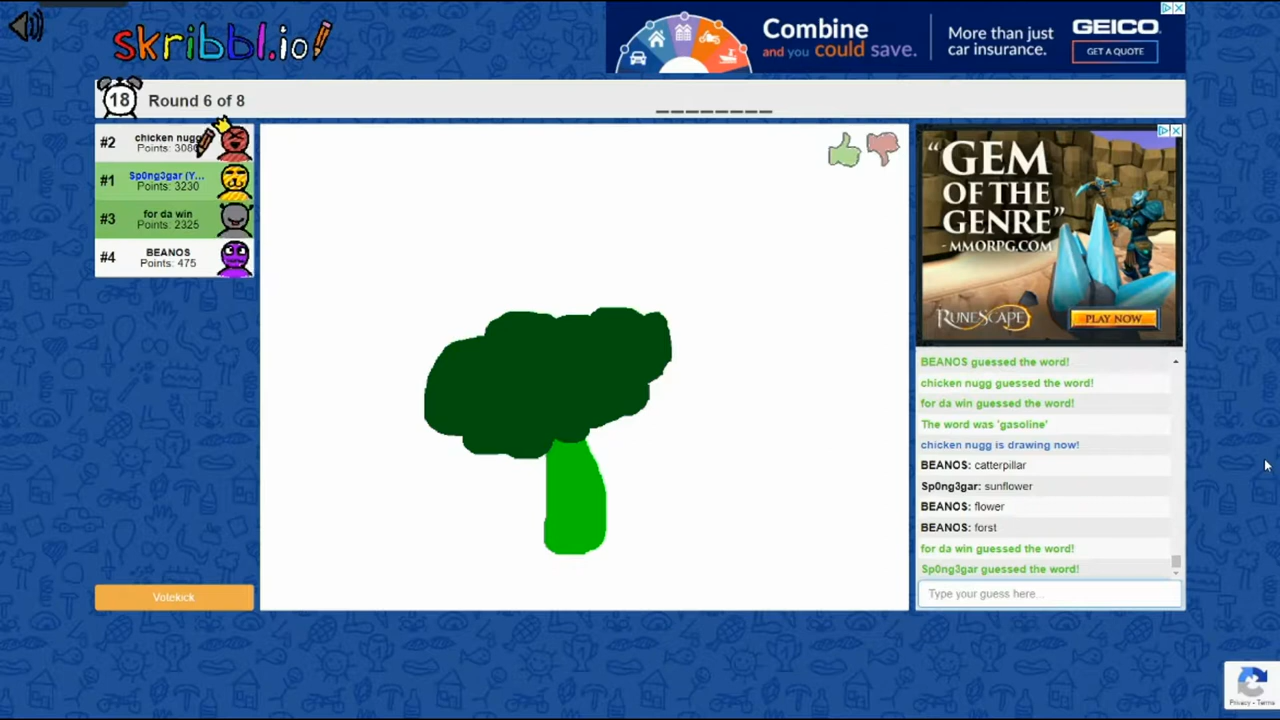 skribbl.io!
Combine
and you could save.
More than just
car insurance.
GEICO
GET A QUOTE
18
Round 6 of 8
________
#2
chicken nugg
Points: 3080
#1
Sp0ng3gar (Y...
Points: 3230
#3
for da win
Points: 2325
#4
BEANOS
Points: 475
"GEM
OF THE
GENRE"
- MMORPG.COM
RUNESCAPE
PLAY NOW
BEANOS guessed the word!
chicken nugg guessed the word!
for da win guessed the word!
The word was 'gasoline'
chicken nugg is drawing now!
BEANOS: catterpillar
Sp0ng3gar: sunflower
BEANOS: flower
BEANOS: forst
for da win guessed the word!
Sp0ng3gar guessed the word!
Type your guess here...
Votekick
Privacy - Terms